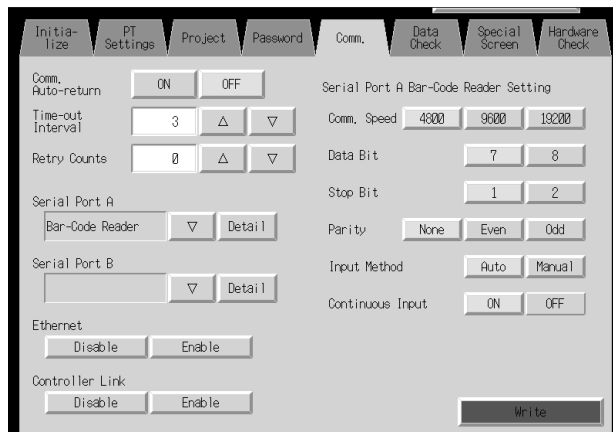 Initia-
lize
PT
Settings
Project
Password
Comm.
Data
Check
Special
Screen
Hardware
Check
Comm.
Auto-return
ON
OFF
Time-out
Interval
3
△
▽
Retry Counts
0
△
▽
Serial Port A
Bar-Code Reader
▽
Detail
Serial Port B
▽
Detail
Ethernet
Disable
Enable
Controller Link
Disable
Enable
Serial Port A Bar-Code Reader Setting
Comm. Speed
4800
9600
19200
Data Bit
7
8
Stop Bit
1
2
Parity
None
Even
Odd
Input Method
Auto
Manual
Continuous Input
ON
OFF
Write